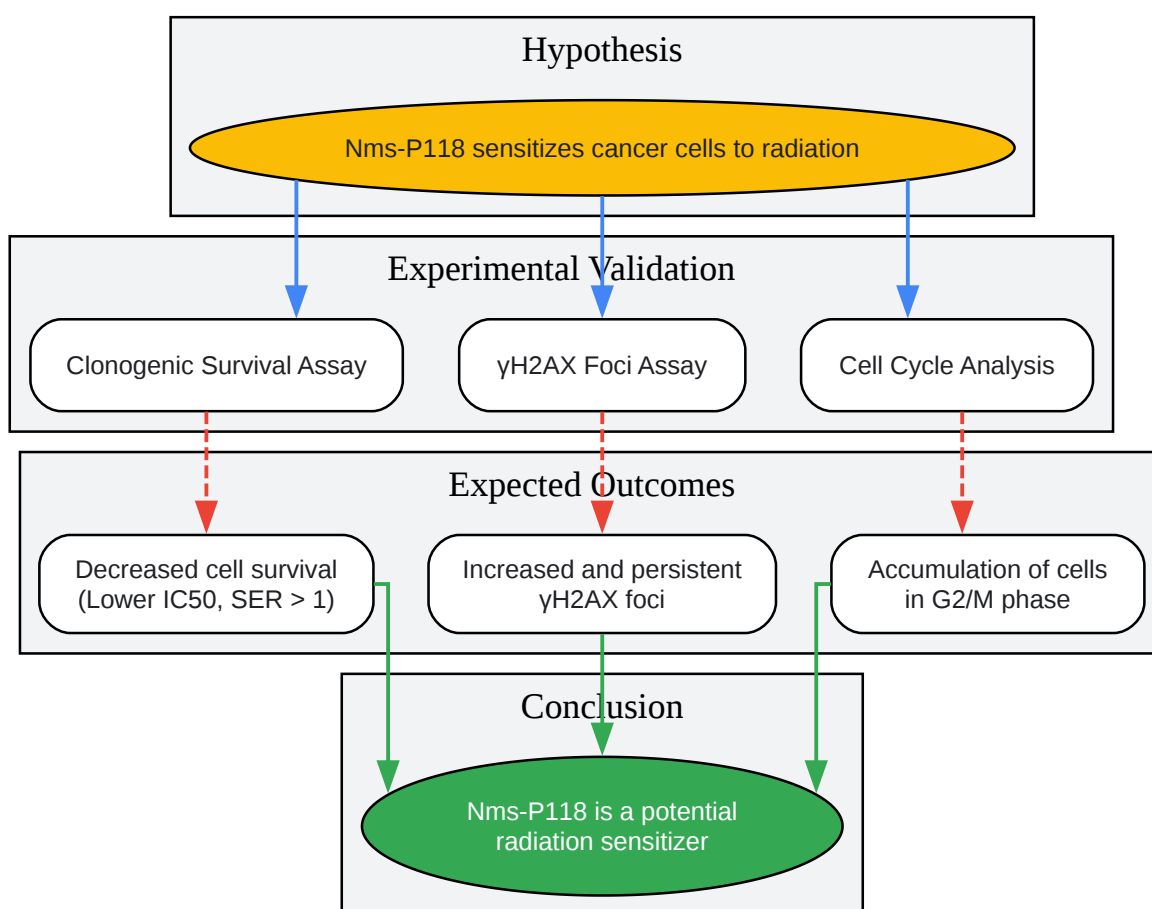 Hypothesis
Nms-P118 sensitizes cancer cells to radiation
Experimental Validation
Clonogenic Survival Assay
γH2AX Foci Assay
Cell Cycle Analysis
Expected Outcomes
Decreased cell survival
(Lower IC50, SER > 1)
Increased and persistent
γH2AX foci
Accumulation of cells
in G2/M phase
Conclusion
Nms-P118 is a potential
radiation sensitizer